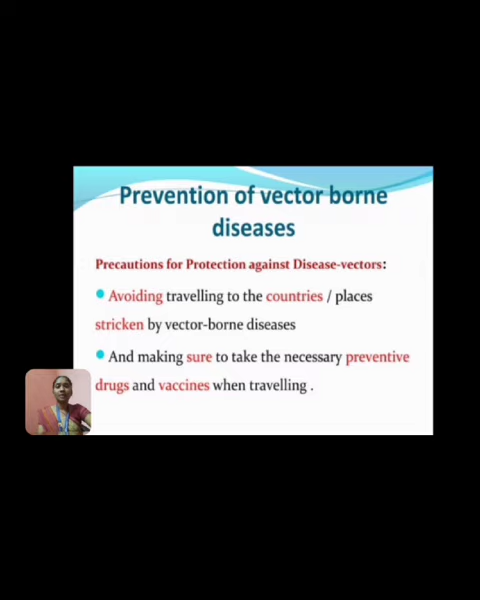 Prevention of vector borne
diseases
Precautions for Protection against Disease-vectors:
Avoiding travelling to the countries / places
stricken by vector-borne diseases
And making sure to take the necessary preventive
drugs and vaccines when travelling .